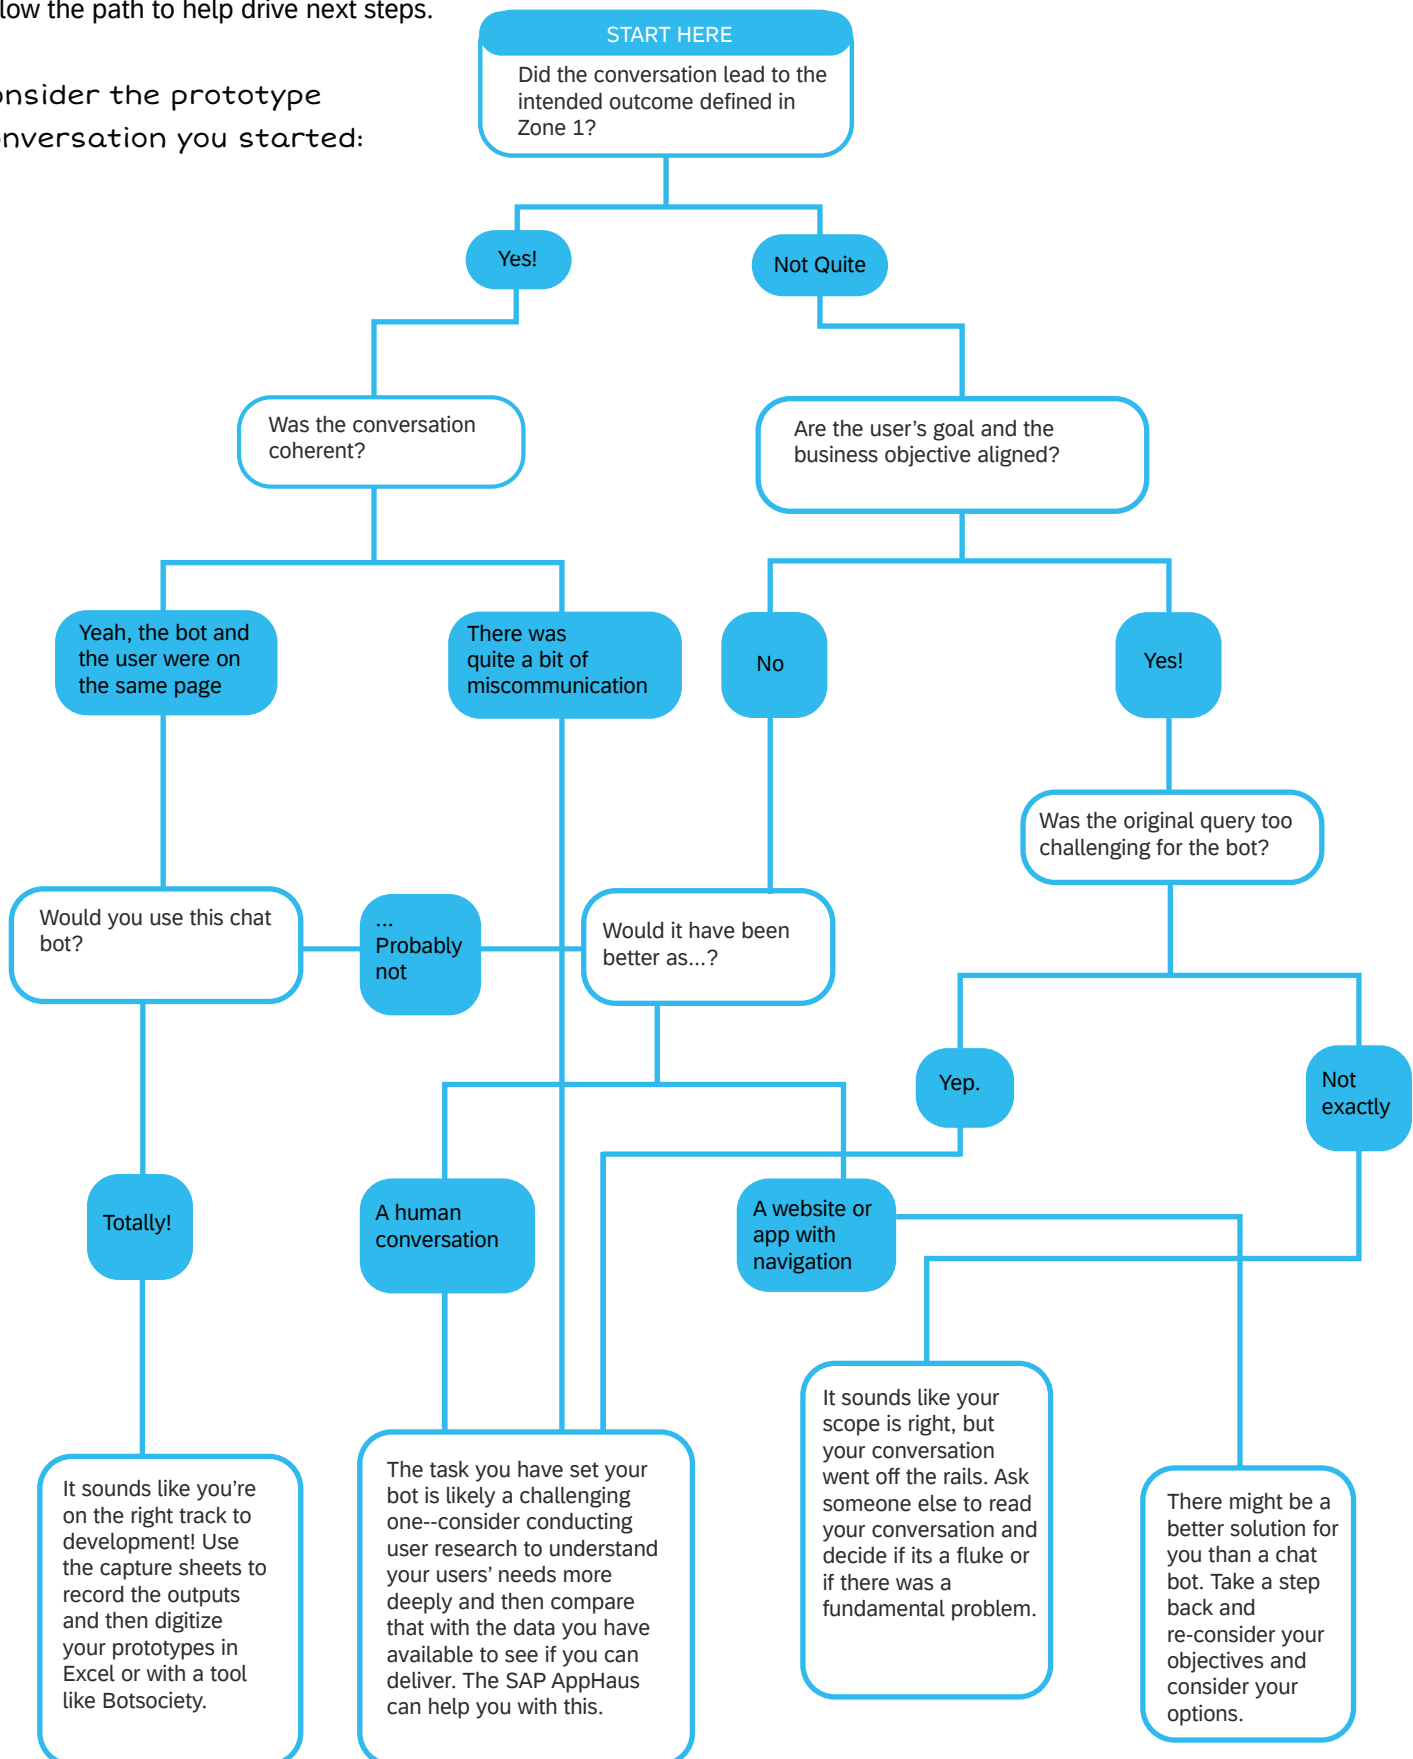 low the path to help drive next steps.
nsider the prototype
nversation you started:
START HERE
Did the conversation lead to the
intended outcome defined in
Zone 1?
Yes!
Not Quite
Was the conversation
coherent?
Are the user’s goal and the
business objective aligned?
Yeah, the bot and
the user were on
the same page
There was
quite a bit of
miscommunication
No
Yes!
Was the original query too
challenging for the bot?
Would you use this chat
bot?
...
Probably
not
Would it have been
better as...?
Yep.
Not
exactly
Totally!
A human
conversation
A website or
app with
navigation
It sounds like your
scope is right, but
your conversation
went off the rails. Ask
someone else to read
your conversation and
decide if its a fluke or
if there was a
fundamental problem.
It sounds like you’re
on the right track to
development! Use
the capture sheets to
record the outputs
and then digitize
your prototypes in
Excel or with a tool
like Botsociety.
The task you have set your
bot is likely a challenging
one--consider conducting
user research to understand
your users’ needs more
deeply and then compare
that with the data you have
available to see if you can
deliver. The SAP AppHaus
can help you with this.
There might be a
better solution for
you than a chat
bot. Take a step
back and
re-consider your
objectives and
consider your
options.